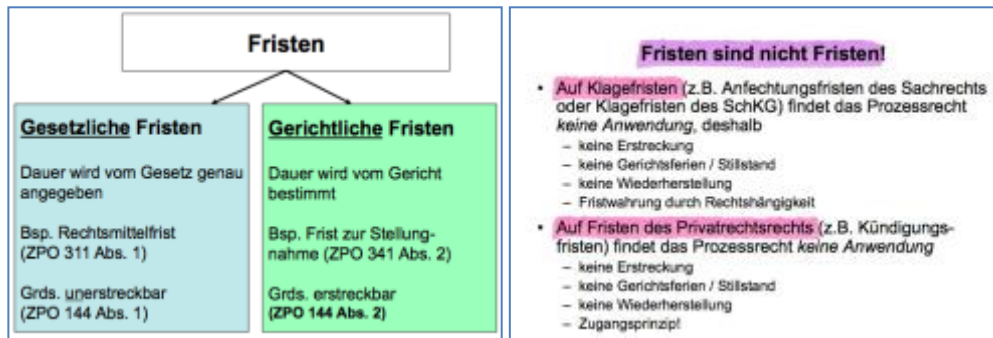 Fristen
Gesetzliche Fristen
Dauer wird vom Gesetz genau
angegeben
Bsp. Rechtsmittelfrist
(ZPO 311 Abs. 1)
Grds. unerstreckbar
(ZPO 144 Abs. 1)
Gerichtliche Fristen
Dauer wird vom Gericht
bestimmt
Bsp. Frist zur Stellung-
nahme (ZPO 341 Abs. 2)
Grds. erstreckbar
(ZPO 144 Abs. 2)
Fristen sind nicht Fristen!
• Auf Klagefristen (z.B. Anfechtungsfristen des Sachrechts
oder Klagefristen des SchKG) findet das Prozessrecht
keine Anwendung, deshalb
– keine Erstreckung
– keine Gerichtsferien / Stillstand
– keine Wiederherstellung
– Fristwahrung durch Rechtshängigkeit
• Auf Fristen des Privatrechtsrechts (z.B. Kündigungs-
fristen) findet das Prozessrecht keine Anwendung
– keine Erstreckung
– keine Gerichtsferien / Stillstand
– keine Wiederherstellung
– Zugangsprinzip!